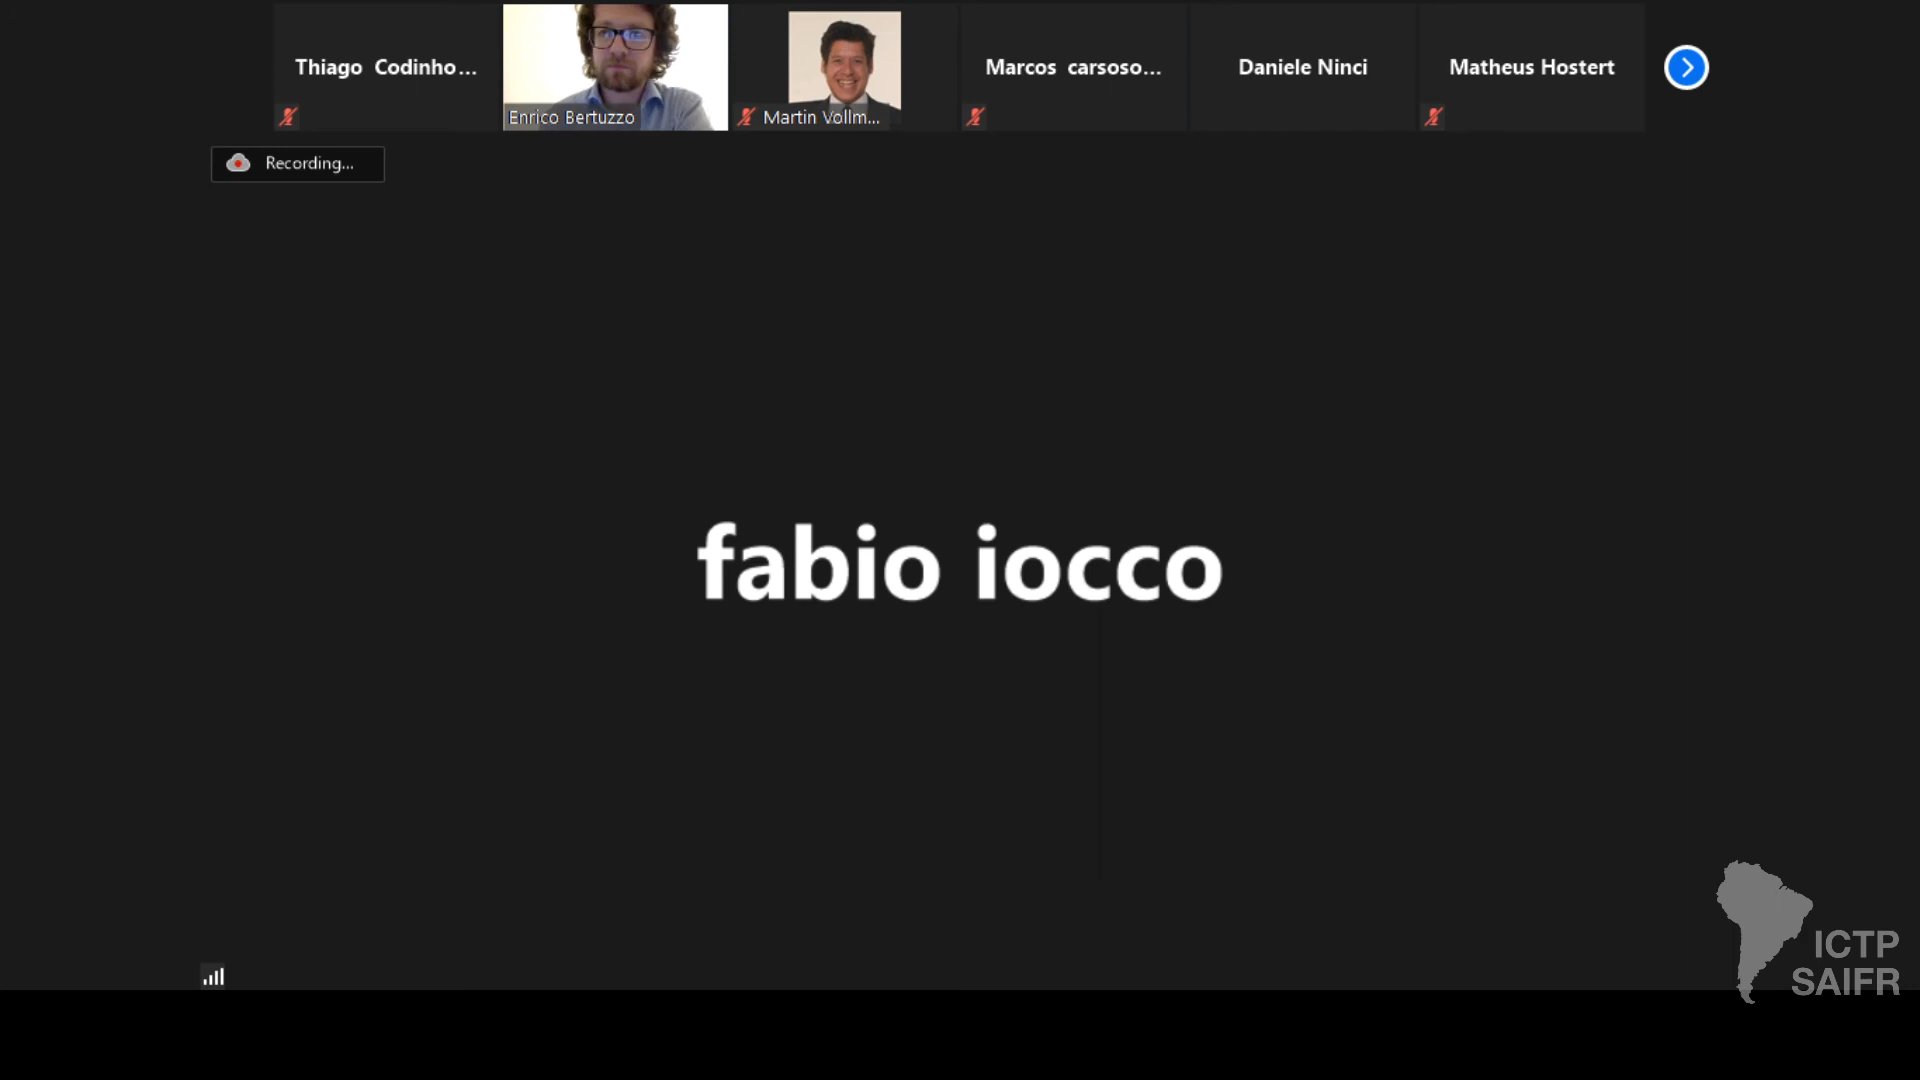 Thiago Codinho...
Enrico Bertuzzo
Martin Vollm...
Marcos carsoso...
Daniele Ninci
Matheus Hostert
Recording...
fabio iocco
ICTP
SAIFR